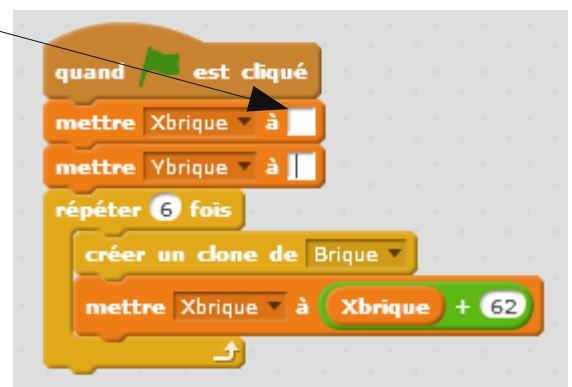 quand est cliqué
mettre Xbrique à
mettre Ybrique à
répéter 6 fois
créer un clone de Brique
mettre Xbrique à Xbrique + 62